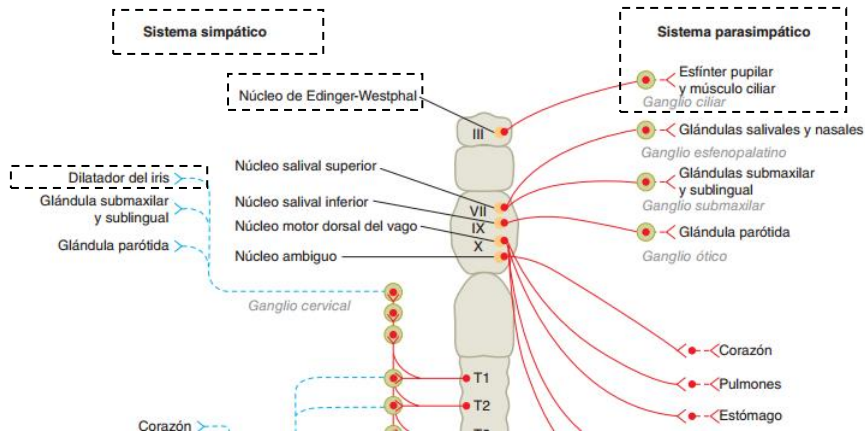 Sistema simpático
Sistema parasimpático
Núcleo de Edinger-Westphal
Esfínter pupilar
y músculo ciliar
Ganglio ciliar
III
Glándulas salivales y nasales
Ganglio esfenopalatino
Núcleo salival superior
Dilatador del iris
Glándulas submaxilar
y sublingual
Ganglio submaxilar
Glándula submaxilar
y sublingual
Núcleo salival inferior
VII
Núcleo motor dorsal del vago
IX
Glándula parótida
Glándula parótida
X
Núcleo ambiguo
Ganglio ótico
Ganglio cervical
Corazón
T1
Pulmones
T2
Estómago
Corazón